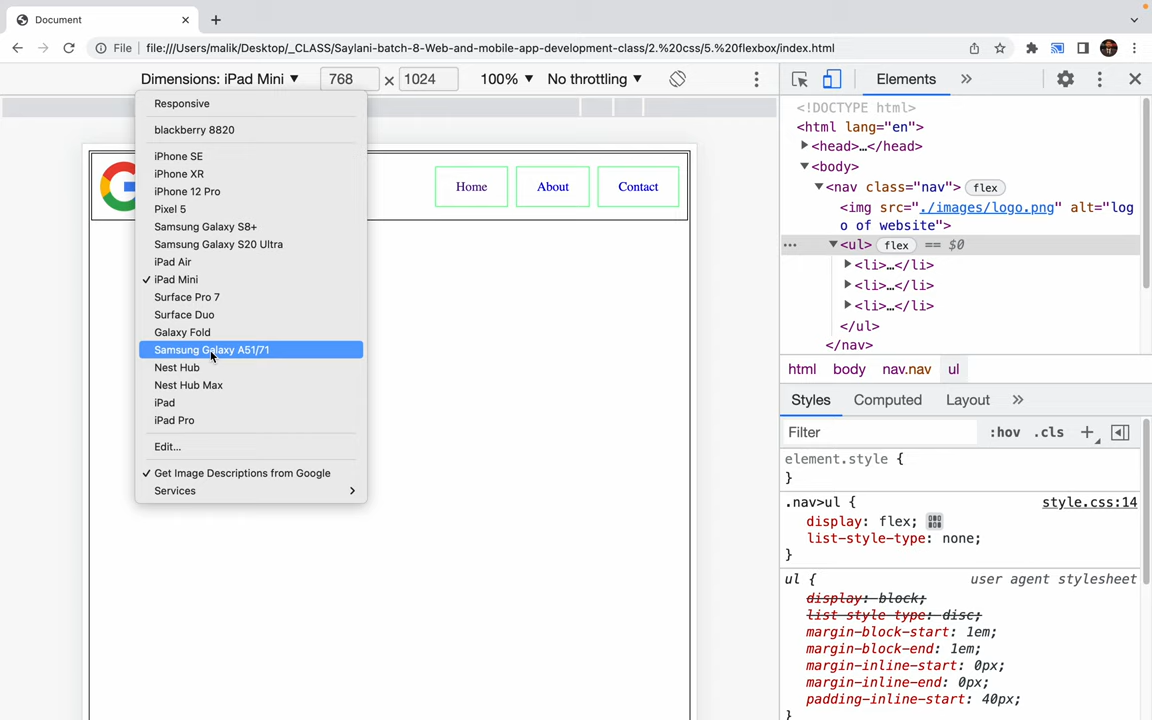 Document
File file:///Users/malik/Desktop/_CLASS/Saylani-batch-8-Web-and-mobile-app-development-class/2.%20css/5.%20flexbox/index.html
Dimensions: iPad Mini ▼ 768 × 1024 100% ▼ No throttling ▼
Responsive
blackberry 8820
iPhone SE
iPhone XR
iPhone 12 Pro
Pixel 5
Samsung Galaxy S8+
Samsung Galaxy S20 Ultra
iPad Air
✓ iPad Mini
Surface Pro 7
Surface Duo
Galaxy Fold
Samsung Galaxy A51/71
Nest Hub
Nest Hub Max
iPad
iPad Pro
Edit...
✓ Get Image Descriptions from Google
Services
Home About Contact
Elements
<!DOCTYPE html>
<html lang="en">
<head>…</head>
<body>
<nav class="nav"> flex
<img src="./images/logo.png" alt="log
o of website">
<ul> flex == $0
<li>…</li>
<li>…</li>
<li>…</li>
</ul>
</nav>
html body nav.nav ul
Styles Computed Layout
Filter :hov .cls
element.style {
}
.nav>ul { style.css:14
display: flex;
list-style-type: none;
}
ul { user agent stylesheet
display: block;
list-style-type: disc;
margin-block-start: 1em;
margin-block-end: 1em;
margin-inline-start: 0px;
margin-inline-end: 0px;
padding-inline-start: 40px;
}